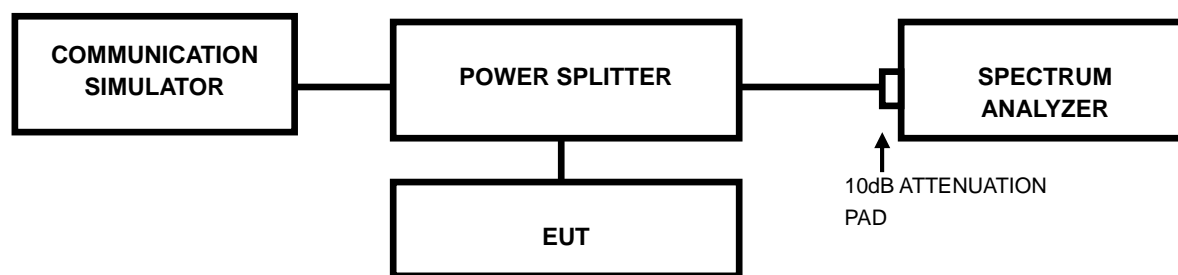 COMMUNICATION
SIMULATOR
POWER SPLITTER
SPECTRUM
ANALYZER
10dB ATTENUATION
PAD
EUT